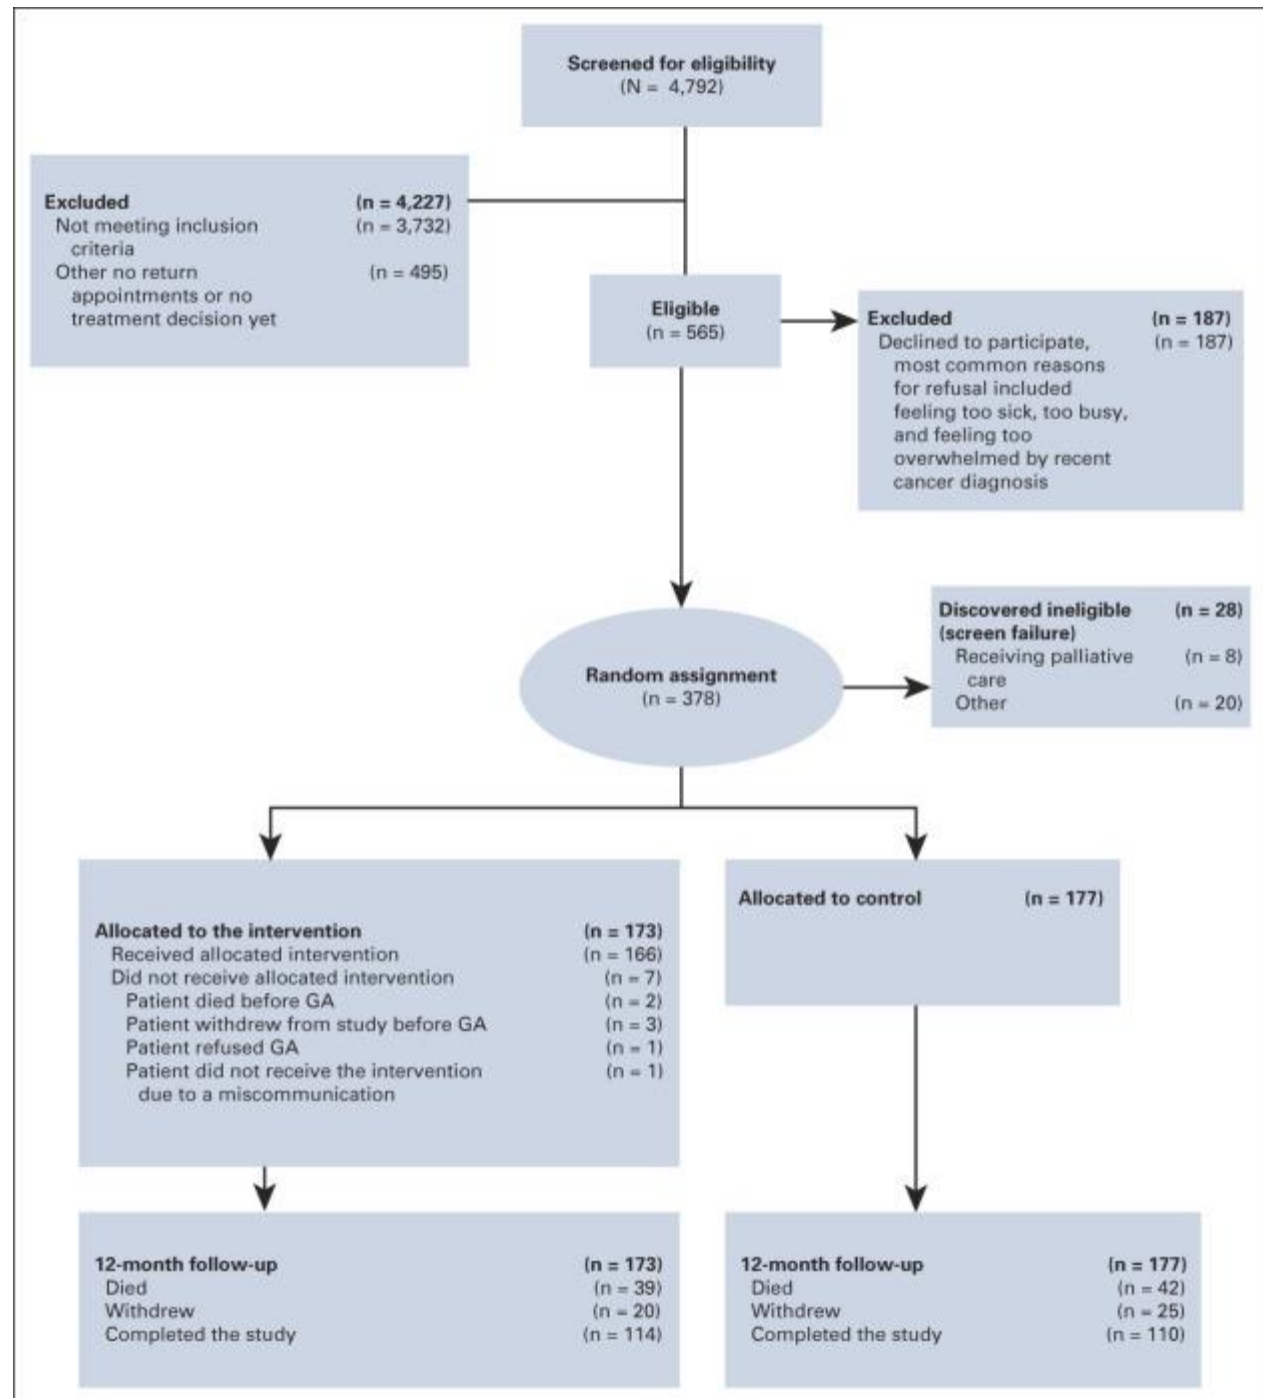 Screened for eligibility
(N = 4,792)
Excluded (n = 4,227)
Not meeting inclusion (n = 3,732)
criteria
Other no return (n = 495)
appointments or no
treatment decision yet
Eligible
(n = 565)
Excluded (n = 187)
Declined to participate, (n = 187)
most common reasons
for refusal included
feeling too sick, too busy,
and feeling too
overwhelmed by recent
cancer diagnosis
Random assignment
(n = 378)
Discovered ineligible (n = 28)
(screen failure)
Receiving palliative (n = 8)
care
Other (n = 20)
Allocated to the intervention (n = 173)
Received allocated intervention (n = 166)
Did not receive allocated intervention (n = 7)
Patient died before GA (n = 2)
Patient withdrew from study before GA (n = 3)
Patient refused GA (n = 1)
Patient did not receive the intervention (n = 1)
due to a miscommunication
Allocated to control (n = 177)
12-month follow-up (n = 173)
Died (n = 39)
Withdrew (n = 20)
Completed the study (n = 114)
12-month follow-up (n = 177)
Died (n = 42)
Withdrew (n = 25)
Completed the study (n = 110)